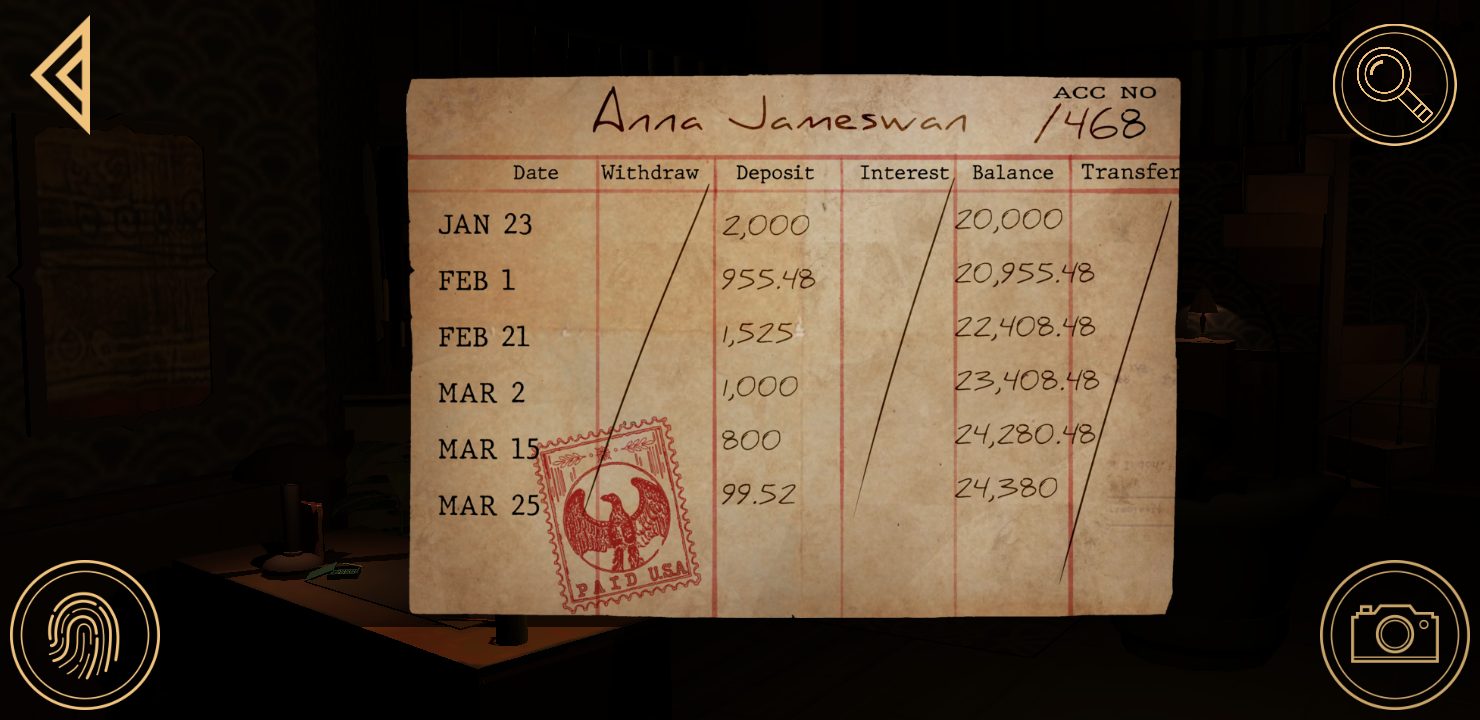 ACC NO
Anna Jameswan 1468
Date Withdraw Deposit Interest Balance Transfer
JAN 23 2,000 20,000
FEB 1 955.48 20,955.48
FEB 21 1,525 22,408.48
MAR 2 1,000 23,408.48
MAR 15 800 24,280.48
MAR 25 99.52 24,380
PAID U.S.A